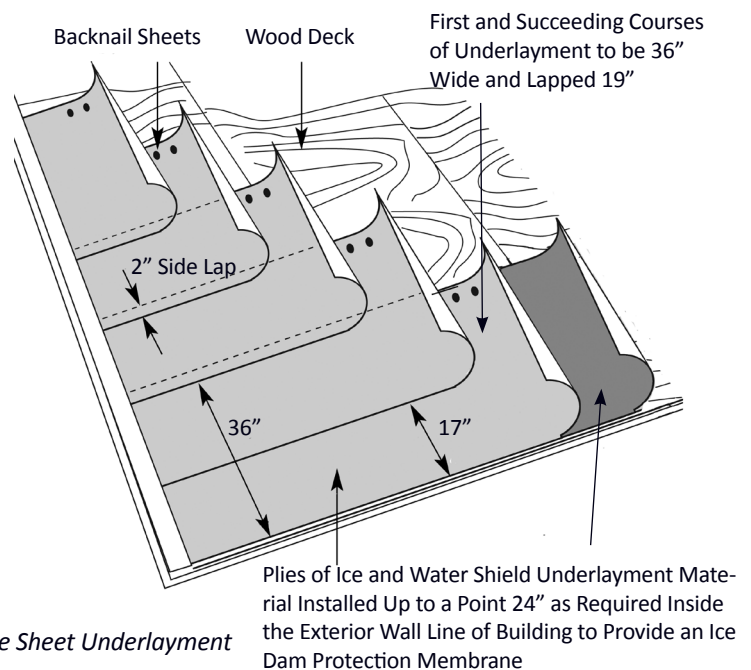 Backnail Sheets
Wood Deck
First and Succeeding Courses
of Underlayment to be 36”
Wide and Lapped 19”
2” Side Lap
36”
17”
Plies of Ice and Water Shield Underlayment Mate-
rial Installed Up to a Point 24” as Required Inside
the Exterior Wall Line of Building to Provide an Ice
Dam Protection Membrane
Sheet Underlayment